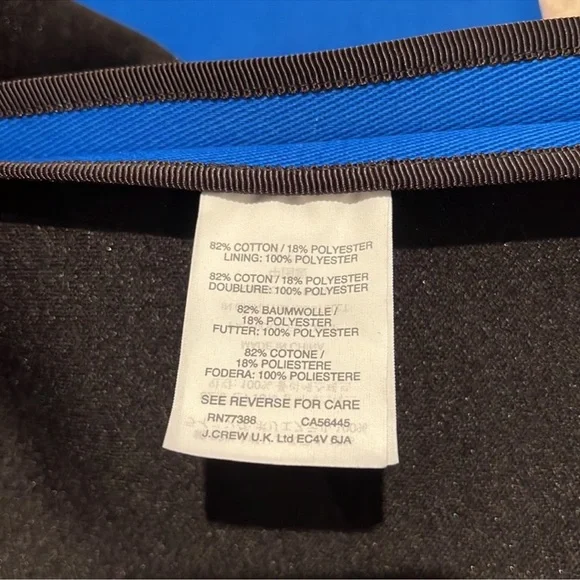 82% COTTON / 18% POLYESTER
LINING: 100% POLYESTER
82% COTON / 18% POLYESTER
DOUBLURE: 100% POLYESTER
82% BAUMWOLLE /
18% POLYESTER
FUTTER: 100% POLYESTER
82% COTONE /
18% POLIESTERE
FODERA: 100% POLIESTERE
SEE REVERSE FOR CARE
RN77388 CA56445
J.CREW U.K. Ltd EC4V 6JA